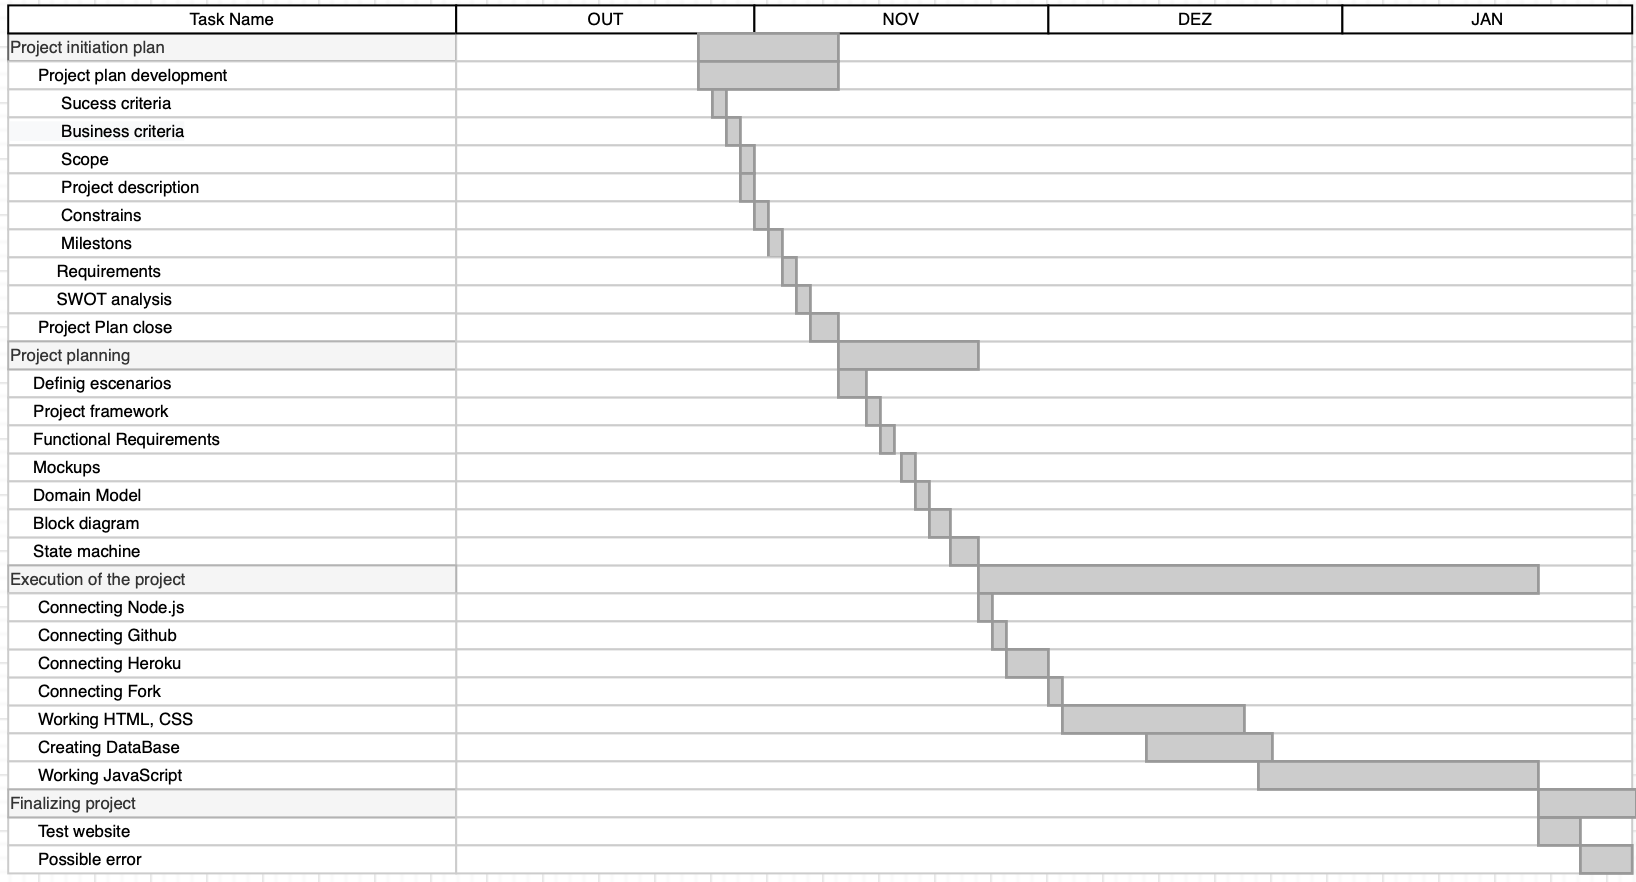 Task Name OUT NOV DEZ JAN
Project initiation plan
Project plan development
Sucess criteria
Business criteria
Scope
Project description
Constrains
Milestons
Requirements
SWOT analysis
Project Plan close
Project planning
Definig escenarios
Project framework
Functional Requirements
Mockups
Domain Model
Block diagram
State machine
Execution of the project
Connecting Node.js
Connecting Github
Connecting Heroku
Connecting Fork
Working HTML, CSS
Creating DataBase
Working JavaScript
Finalizing project
Test website
Possible error